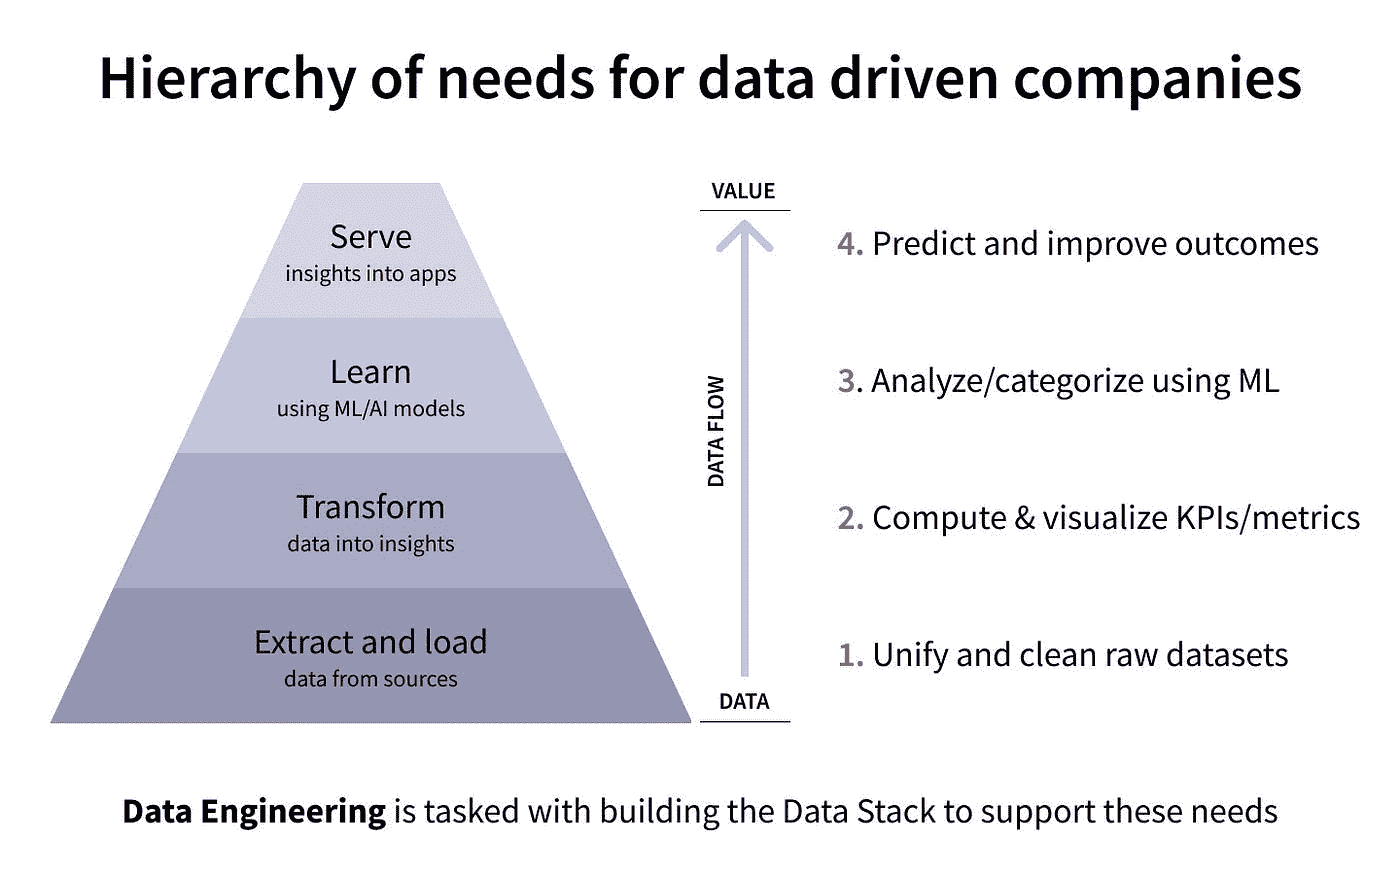 Hierarchy of needs for data driven companies
Serve
insights into apps
Learn
using ML/AI models
Transform
data into insights
Extract and load
data from sources
VALUE
DATA FLOW
DATA
4. Predict and improve outcomes
3. Analyze/categorize using ML
2. Compute & visualize KPIs/metrics
1. Unify and clean raw datasets
Data Engineering is tasked with building the Data Stack to support these needs